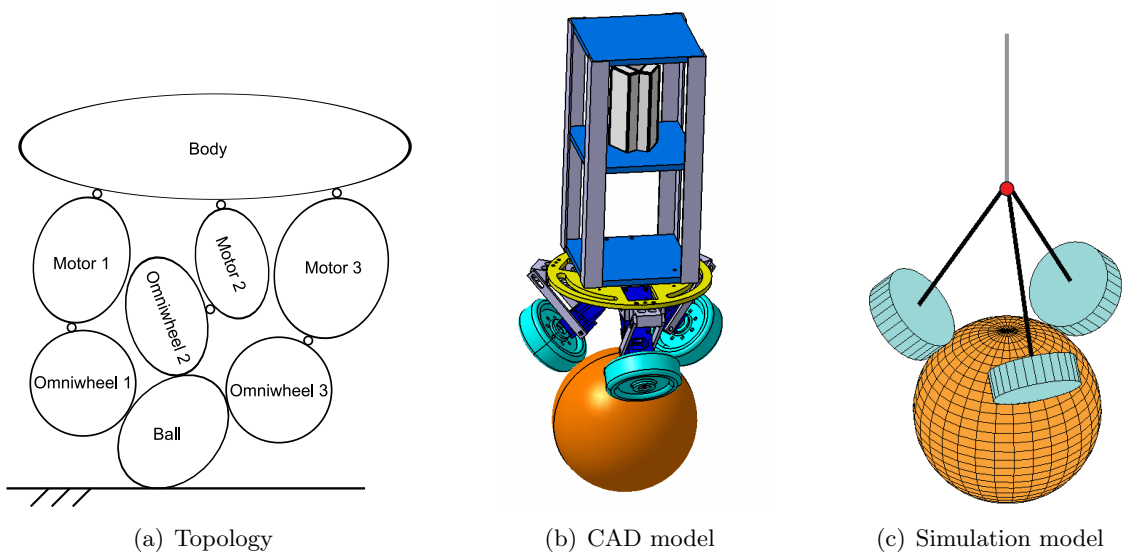 Body
Motor 1
Motor 2
Motor 3
Omniwheel 2
Omniwheel 1
Omniwheel 3
Ball
(a) Topology
(b) CAD model
(c) Simulation model